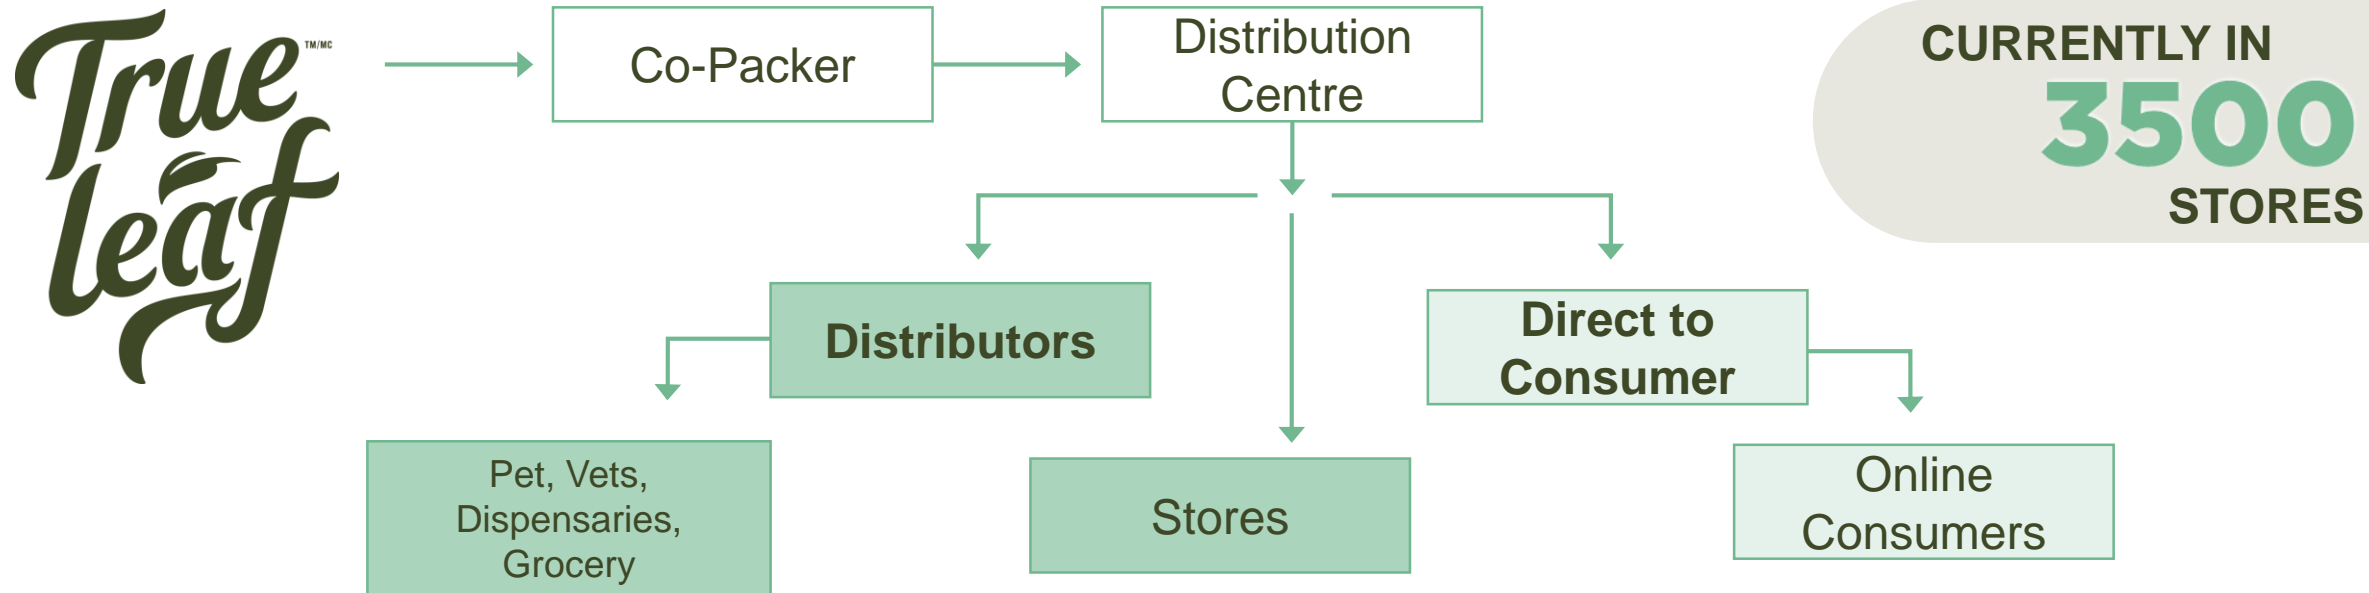 True
leaf
TM/MC
Co-Packer
Distribution
Centre
CURRENTLY IN
3500
STORES
Distributors
Direct to
Consumer
Pet, Vets,
Dispensaries,
Grocery
Stores
Online
Consumers